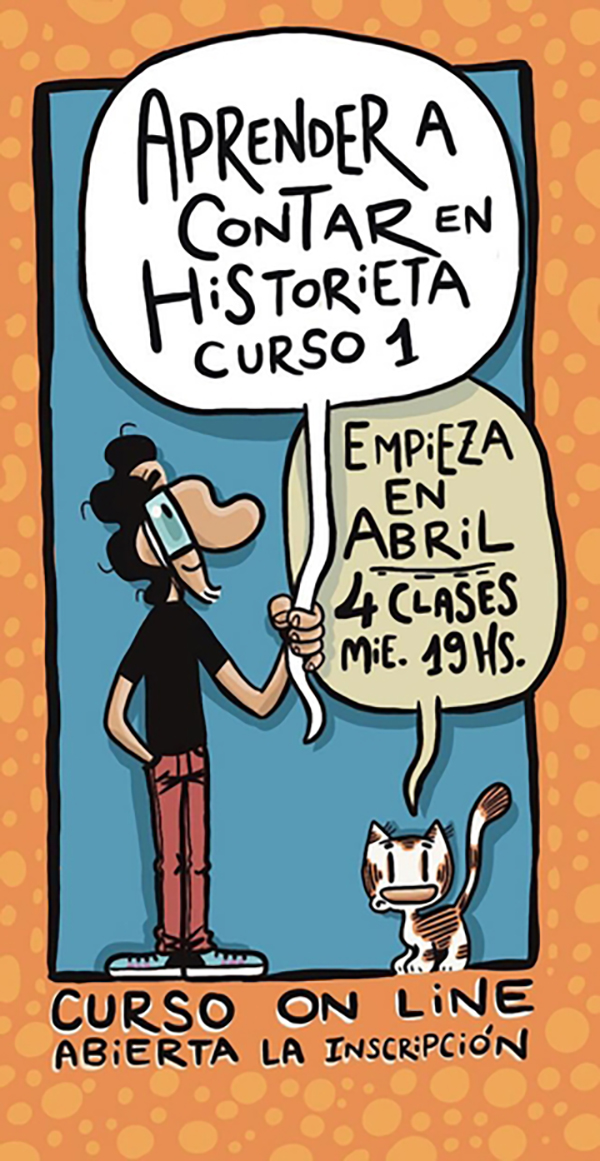 APRENDER A
CONTAR EN
HISTORIETA
CURSO 1
EMPIEZA
EN
ABRIL
4 CLASES
MIE. 19 HS.
CURSO ON LINE
ABIERTA LA INSCRIPCIÓN